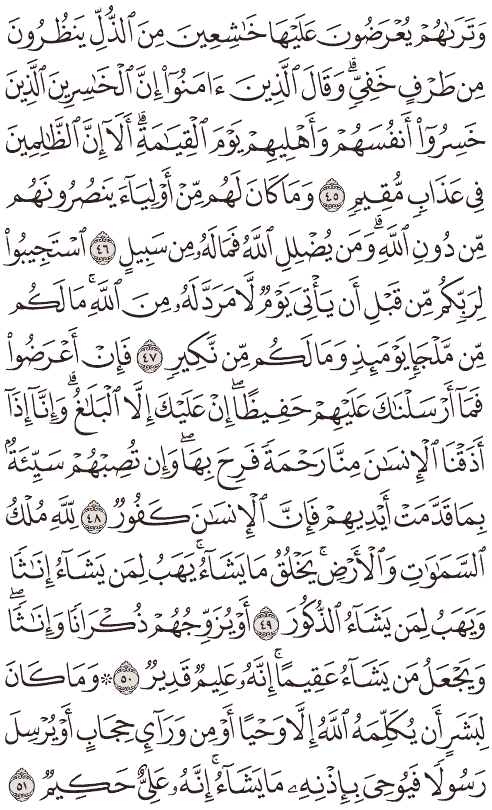 وَتَرَىٰهُمْ يُعْرَضُونَ عَلَيْهَا خَٰشِعِينَ مِنَ ٱلذُّلِّ يَنظُرُونَ
مِن طَرْفٍ خَفِىٍّۗ وَقَالَ ٱلَّذِينَ ءَامَنُوٓا۟ إِنَّ ٱلْخَٰسِرِينَ ٱلَّذِينَ
خَسِرُوٓا۟ أَنفُسَهُمْ وَأَهْلِيهِمْ يَوْمَ ٱلْقِيَٰمَةِۗ أَلَآ إِنَّ ٱلظَّٰلِمِينَ
فِى عَذَابٍ مُّقِيمٍ ٤٥ وَمَا كَانَ لَهُم مِّنْ أَوْلِيَآءَ يَنصُرُونَهُم
مِّن دُونِ ٱللَّهِۗ وَمَن يُضْلِلِ ٱللَّهُ فَمَا لَهُۥ مِن سَبِيلٍ ٤٦ ٱسْتَجِيبُوا۟
لِرَبِّكُم مِّن قَبْلِ أَن يَأْتِىَ يَوْمٌ لَّا مَرَدَّ لَهُۥ مِنَ ٱللَّهِۚ مَا لَكُم
مِّن مَّلْجَإٍ يَوْمَئِذٍ وَمَا لَكُم مِّن نَّكِيرٍ ٤٧ فَإِنْ أَعْرَضُوا۟
فَمَآ أَرْسَلْنَٰكَ عَلَيْهِمْ حَفِيظًاۖ إِنْ عَلَيْكَ إِلَّا ٱلْبَلَٰغُۗ وَإِنَّآ إِذَآ
أَذَقْنَا ٱلْإِنسَٰنَ مِنَّا رَحْمَةً فَرِحَ بِهَاۖ وَإِن تُصِبْهُمْ سَيِّئَةٌۢ
بِمَا قَدَّمَتْ أَيْدِيهِمْ فَإِنَّ ٱلْإِنسَٰنَ كَفُورٌ ٤٨ لِّلَّهِ مُلْكُ
ٱلسَّمَٰوَٰتِ وَٱلْأَرْضِۚ يَخْلُقُ مَا يَشَآءُۚ يَهَبُ لِمَن يَشَآءُ إِنَٰثًا
وَيَهَبُ لِمَن يَشَآءُ ٱلذُّكُورَ ٤٩ أَوْ يُزَوِّجُهُمْ ذُكْرَانًا وَإِنَٰثًاۖ
وَيَجْعَلُ مَن يَشَآءُ عَقِيمًاۚ إِنَّهُۥ عَلِيمٌ قَدِيرٌ ٥٠ * وَمَا كَانَ
لِبَشَرٍ أَن يُكَلِّمَهُ ٱللَّهُ إِلَّا وَحْيًا أَوْ مِن وَرَآئِ حِجَابٍ أَوْ يُرْسِلَ
رَسُولًا فَيُوحِىَ بِإِذْنِهِۦ مَا يَشَآءُۚ إِنَّهُۥ عَلِىٌّ حَكِيمٌ ٥١